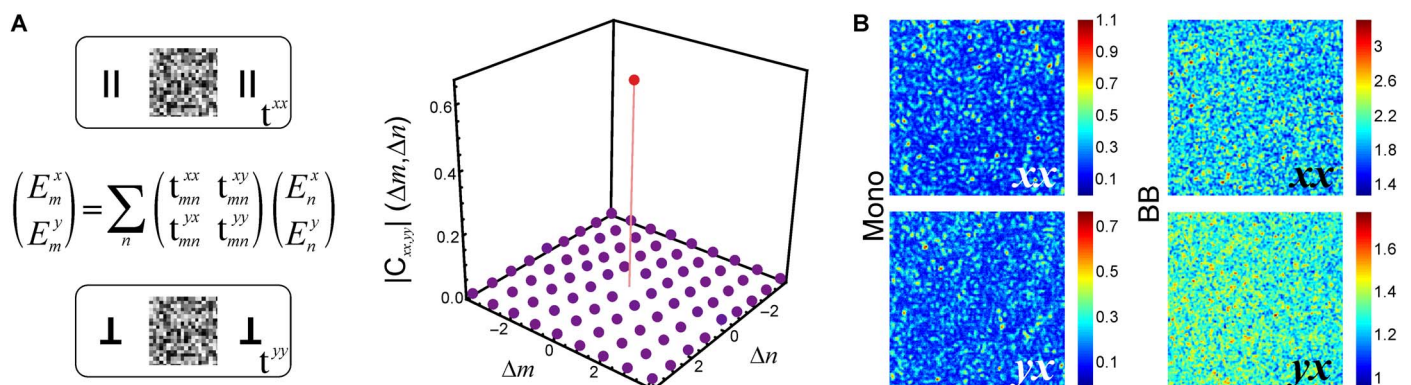 A
B
|| ||
t^xx
(E_m^x E_m^y) = ∑_n (t_mn^xx t_mn^xy t_mn^yx t_mn^yy) (E_n^x E_n^y)
⊥ ⊥
t^yy
|C_xx,yy| (Δm,Δn)
0.6
0.4
0.2
0.0
−2
0
2
Δm
−2
0
2
Δn
Mono
xx
1.1
0.9
0.7
0.5
0.3
0.1
yx
0.7
0.5
0.3
0.1
BB
xx
3
2.6
2.2
1.8
1.4
yx
1.6
1.4
1.2
1